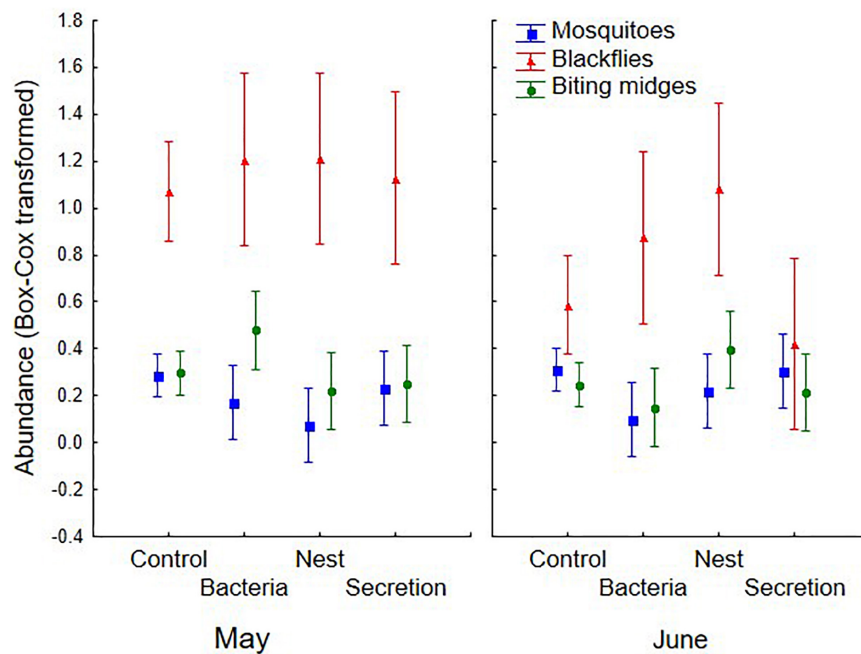 Abundance (Box-Cox transformed)
1.8
1.6
1.4
1.2
1.0
0.8
0.6
0.4
0.2
0.0
-0.2
-0.4
Mosquitoes
Blackflies
Biting midges
Control
Bacteria
Nest
Secretion
May
Control
Bacteria
Nest
Secretion
June